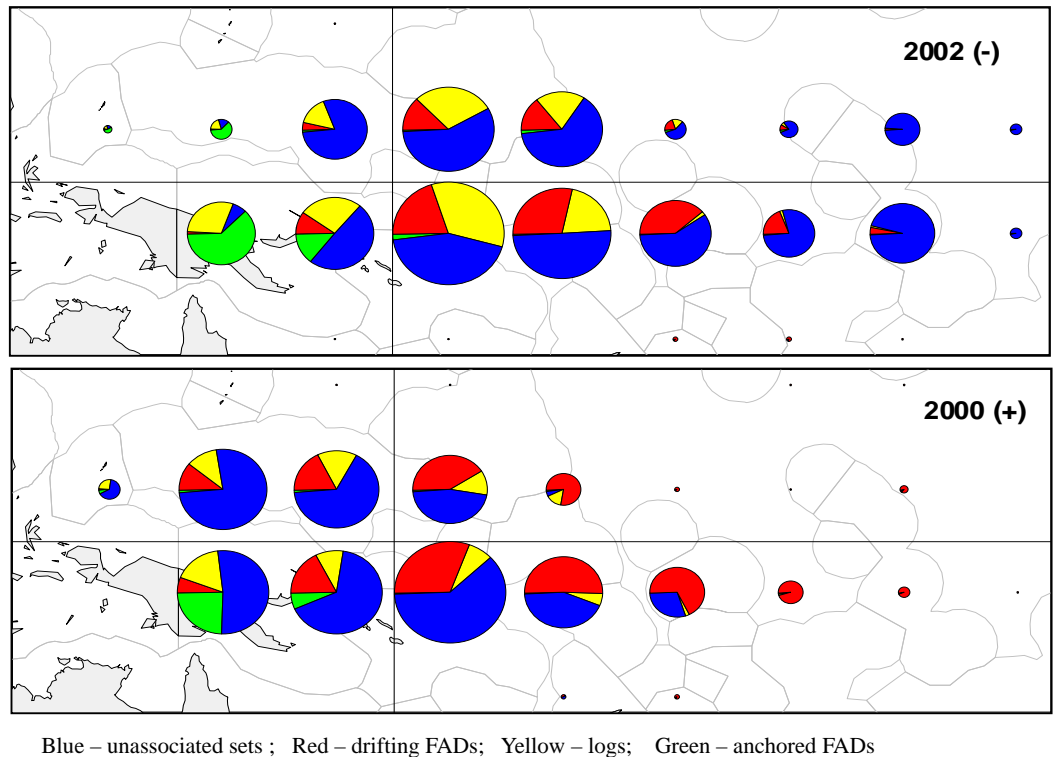 2002 (-)
2000 (+)
Blue – unassociated sets ; Red – drifting FADs; Yellow – logs; Green – anchored FADs